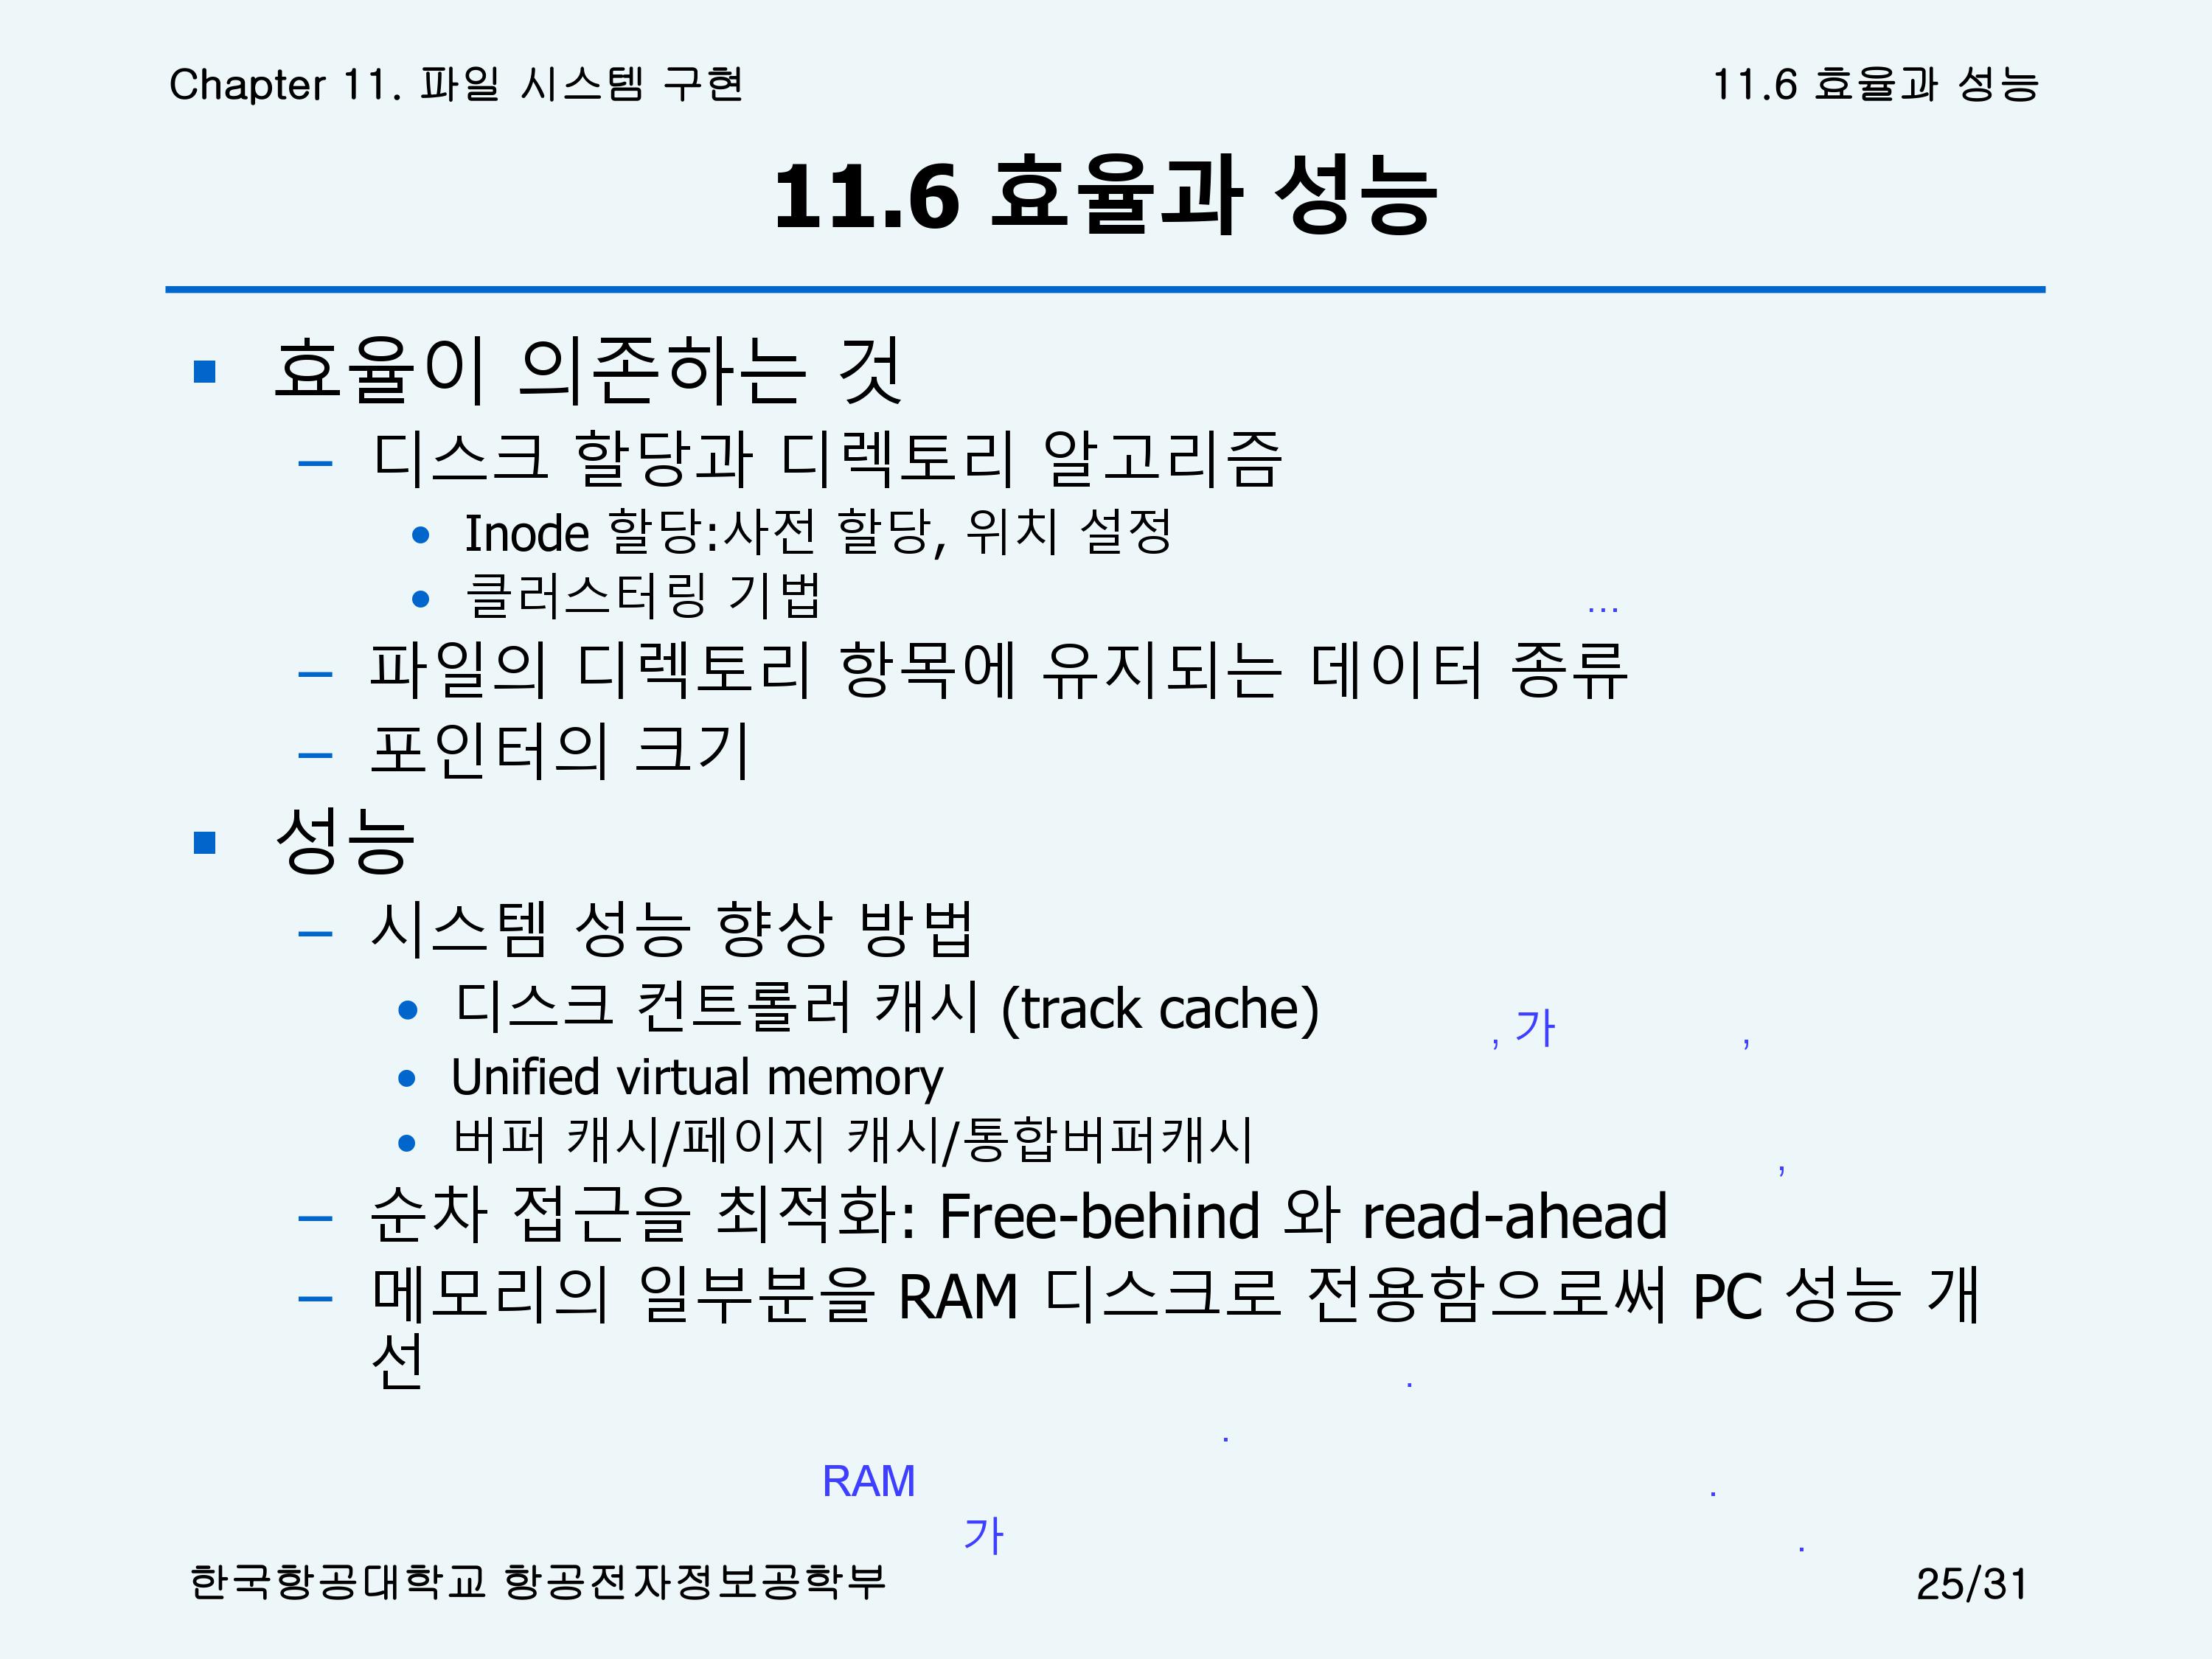 Chapter 11. 파일 시스템 구현
11.6 효율과 성능
11.6 효율과 성능
▪ 효율이 의존하는 것
– 디스크 할당과 디렉토리 알고리즘
• Inode 할당:사전 할당, 위치 설정
• 클러스터링 기법
...
– 파일의 디렉토리 항목에 유지되는 데이터 종류
– 포인터의 크기
▪ 성능
– 시스템 성능 향상 방법
• 디스크 컨트롤러 캐시 (track cache)
, 가 ,
• Unified virtual memory
• 버퍼 캐시/페이지 캐시/통합버퍼캐시
,
– 순차 접근을 최적화: Free-behind 와 read-ahead
– 메모리의 일부분을 RAM 디스크로 전용함으로써 PC 성능 개
선
.
.
RAM .
가 .
한국항공대학교 항공전자정보공학부
25/31